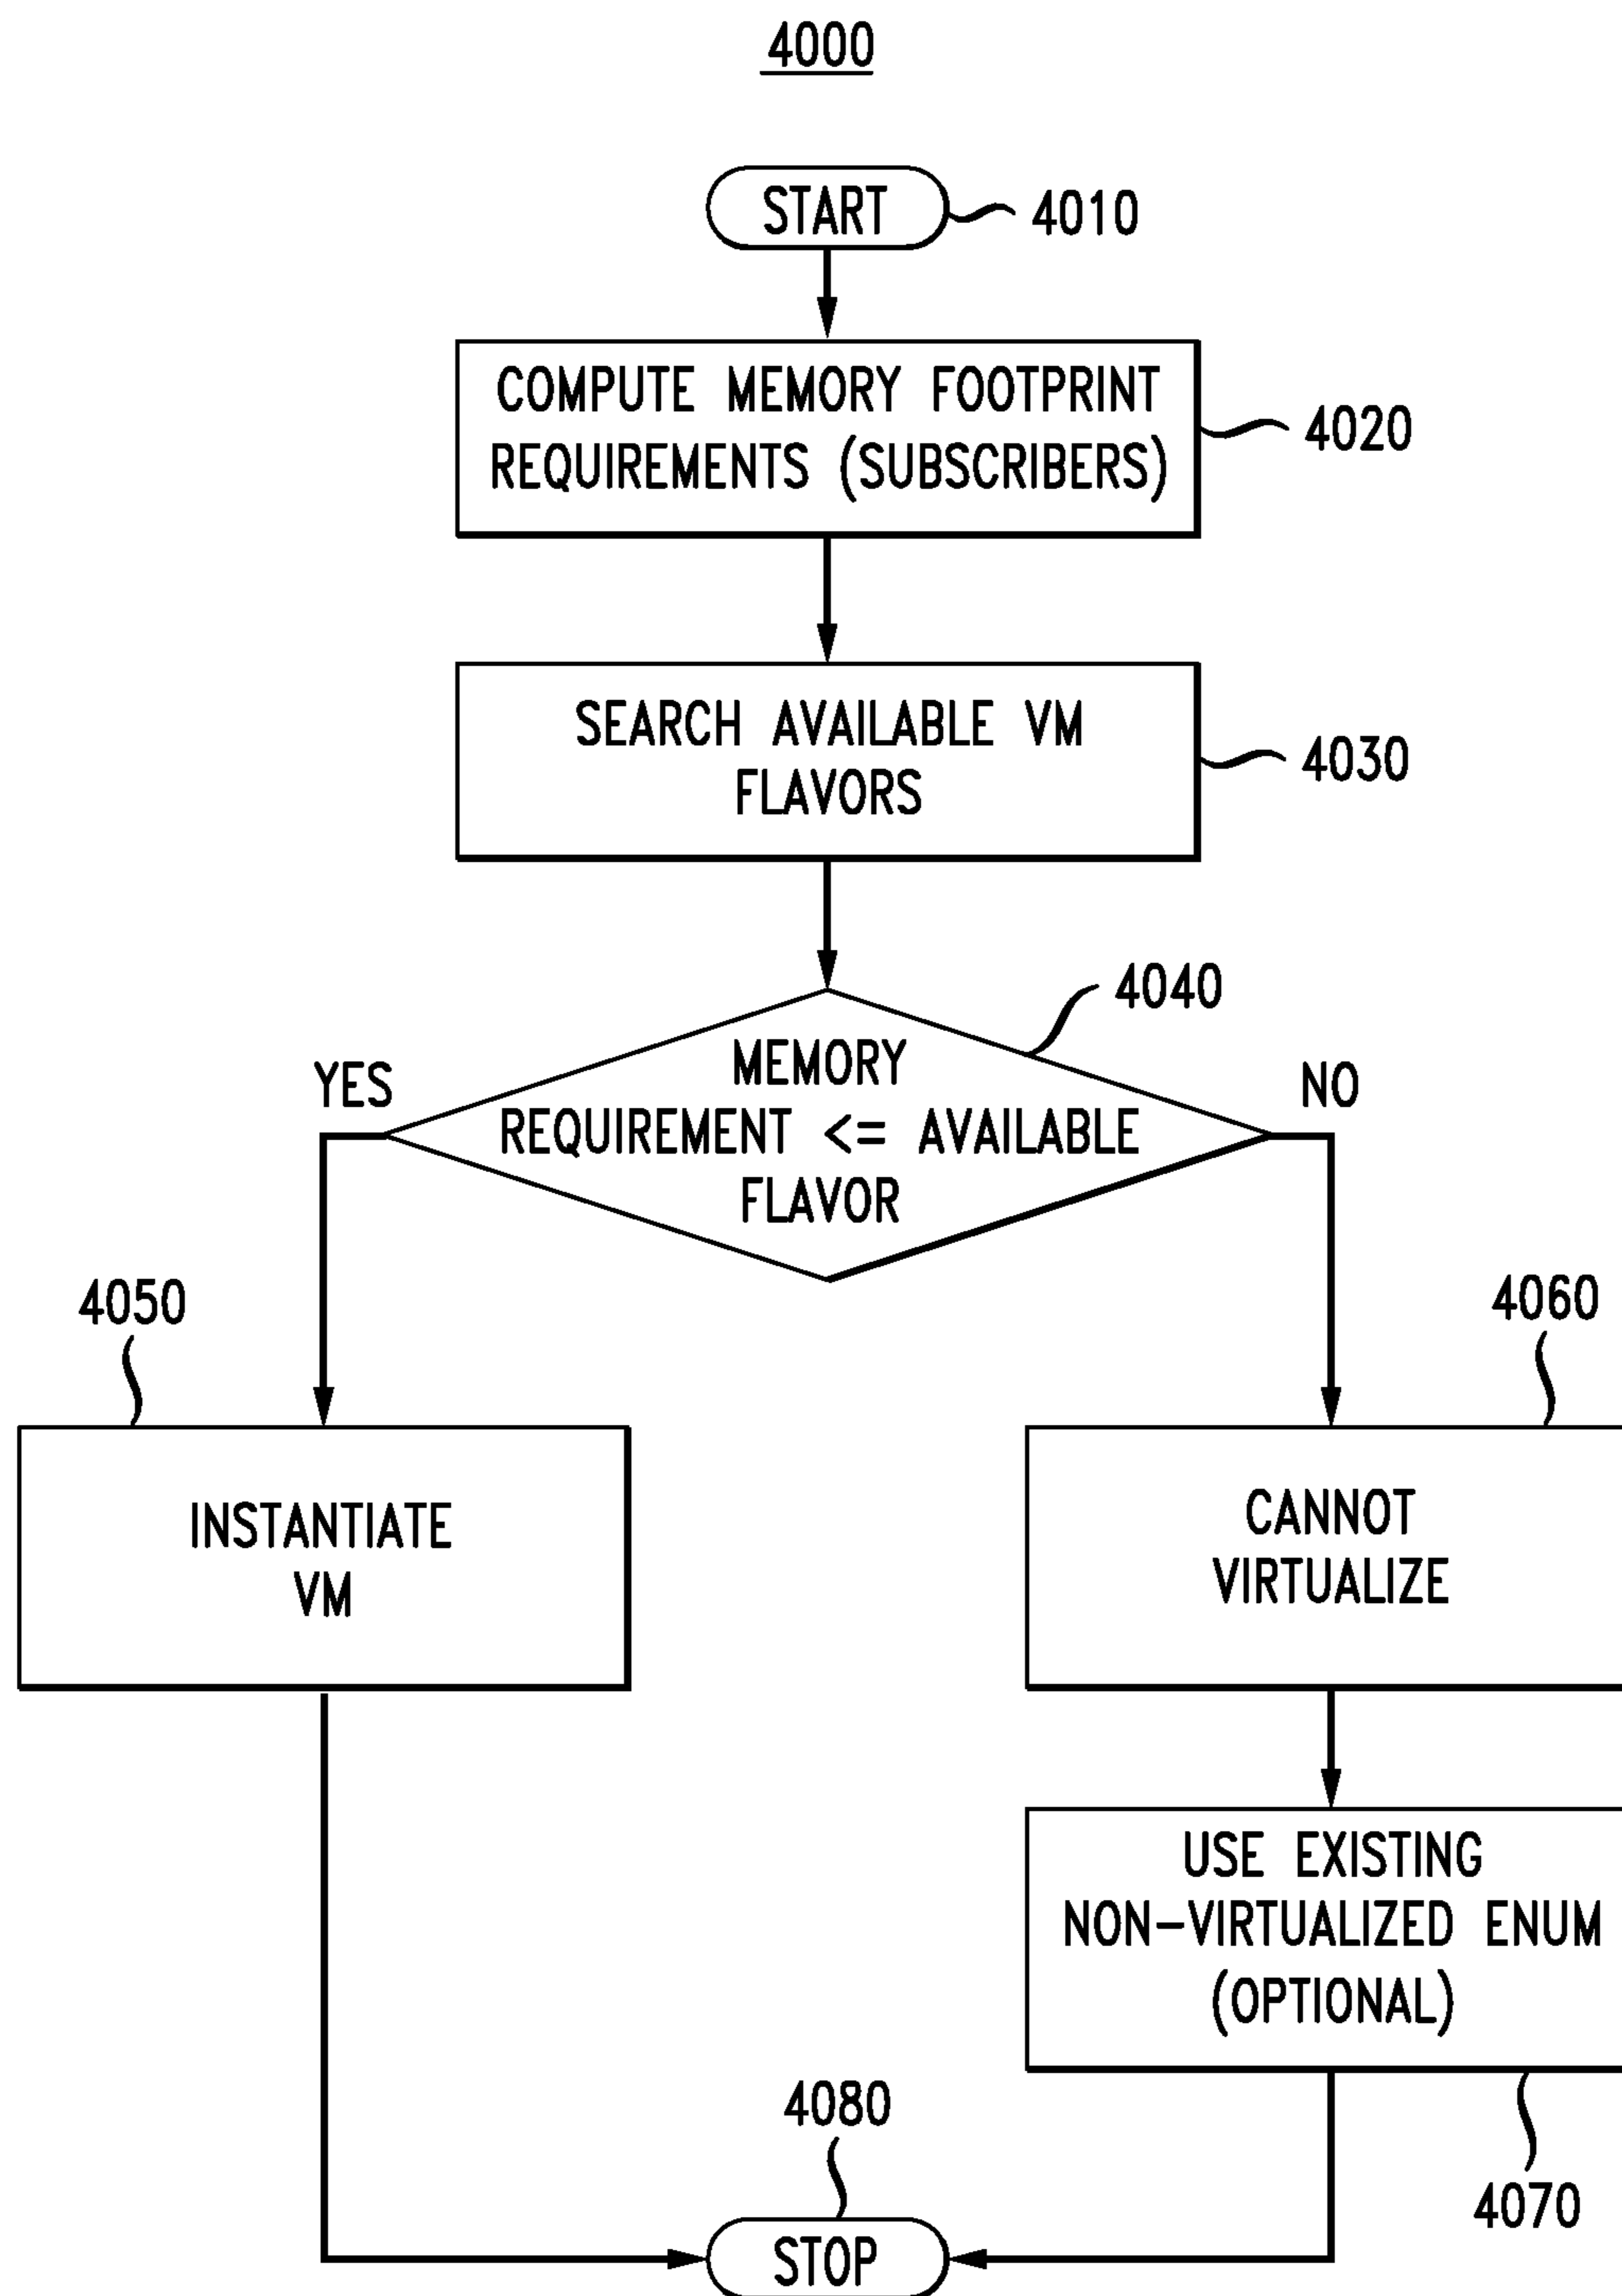 4000
START
4010
COMPUTE MEMORY FOOTPRINT
REQUIREMENTS (SUBSCRIBERS)
4020
SEARCH AVAILABLE VM
FLAVORS
4030
4040
MEMORY
REQUIREMENT <= AVAILABLE
FLAVOR
YES
NO
4050
INSTANTIATE
VM
4060
CANNOT
VIRTUALIZE
USE EXISTING
NON-VIRTUALIZED ENUM
(OPTIONAL)
4070
4080
STOP